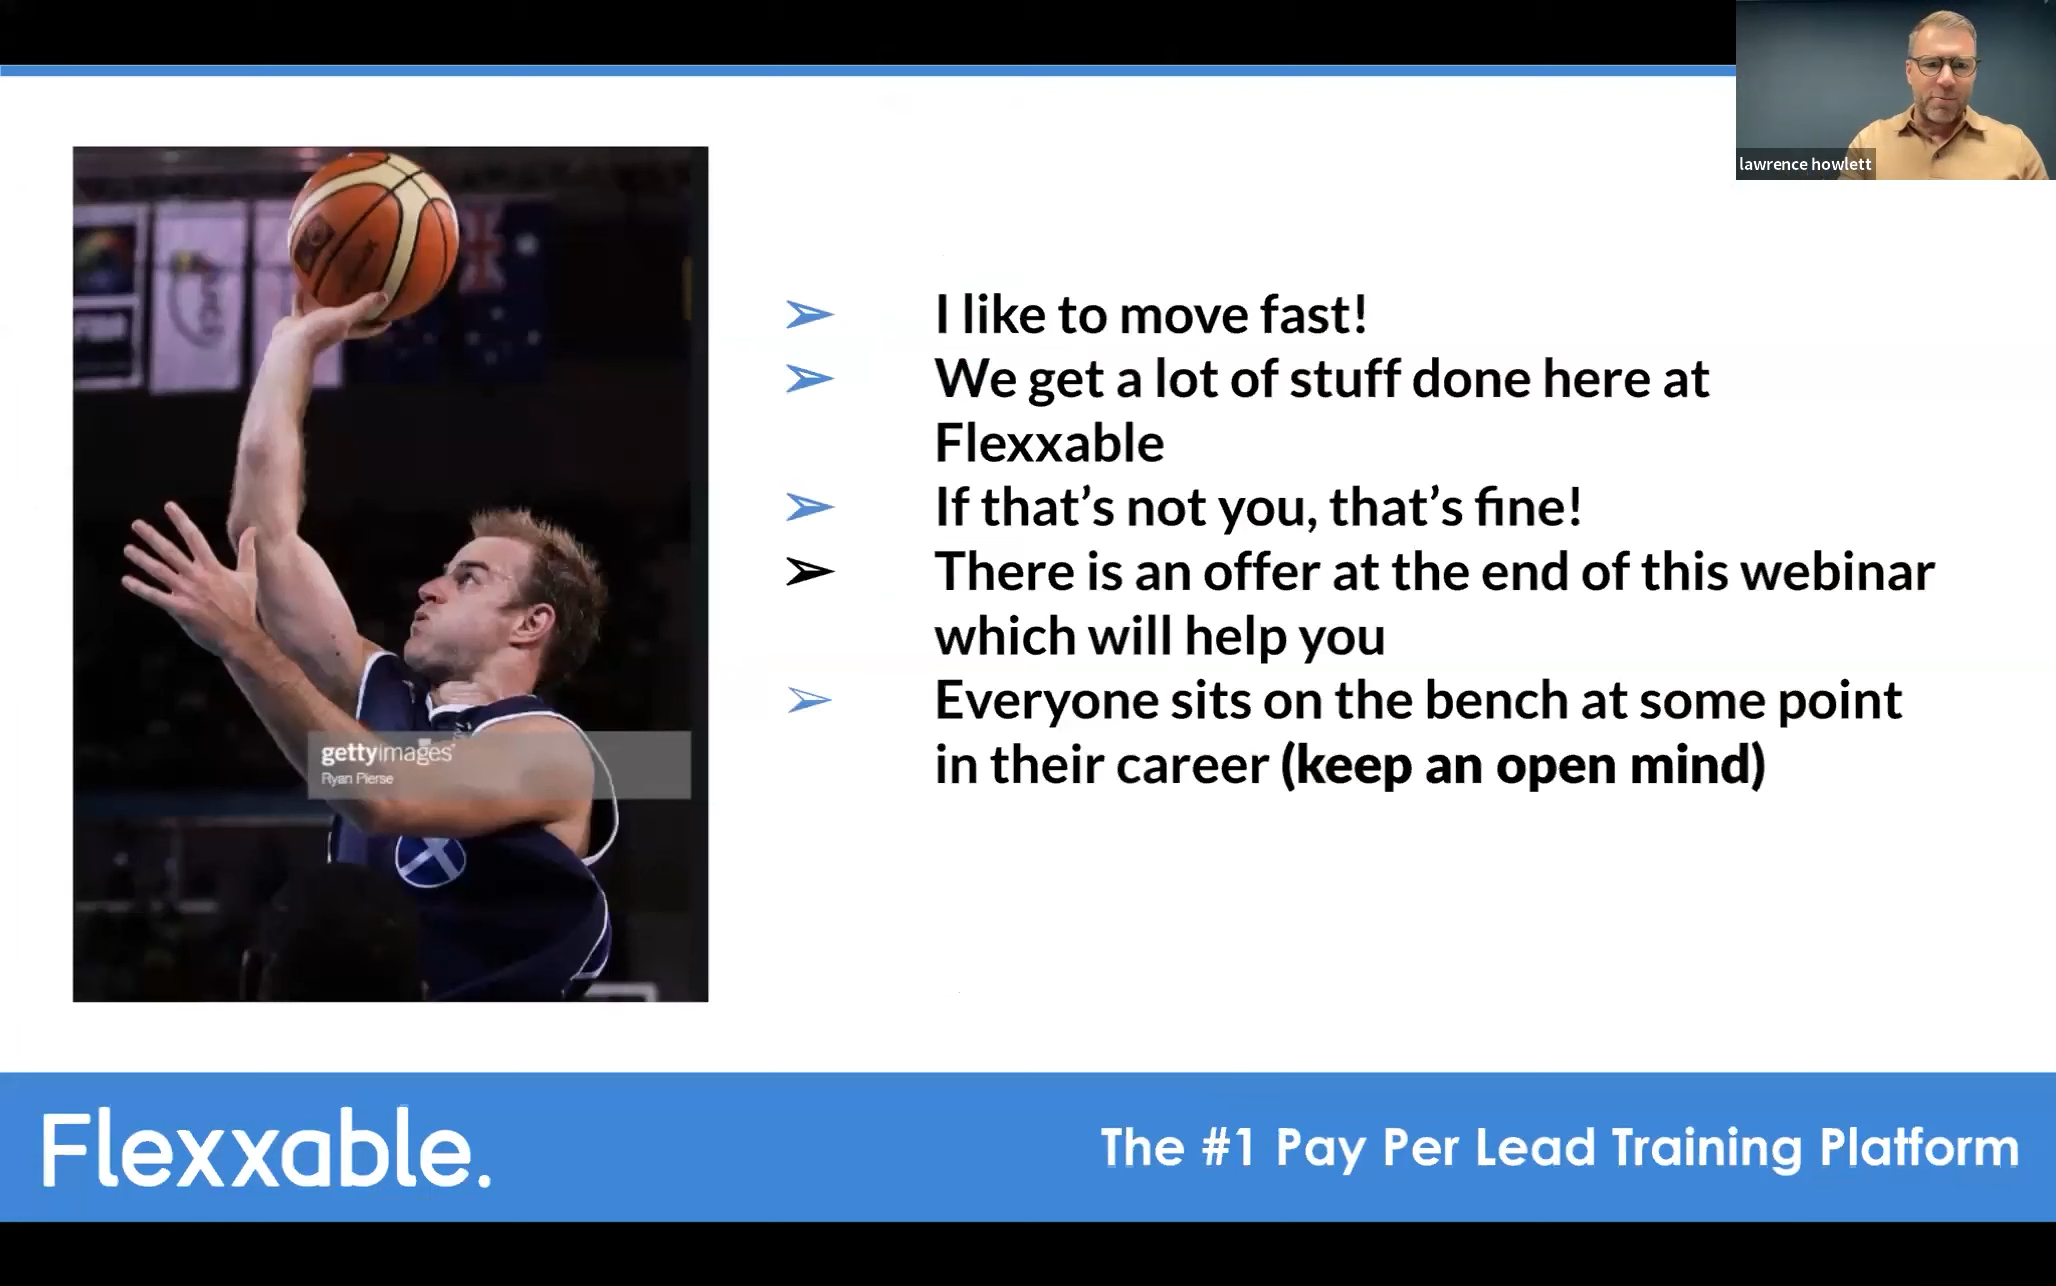 lawrence howlett
I like to move fast!
We get a lot of stuff done here at
Flexxable
If that's not you, that's fine!
There is an offer at the end of this webinar
which will help you
Everyone sits on the bench at some point
in their career (keep an open mind)
gettyimages
Ryan Pierse
Flexxable.
The #1 Pay Per Lead Training Platform